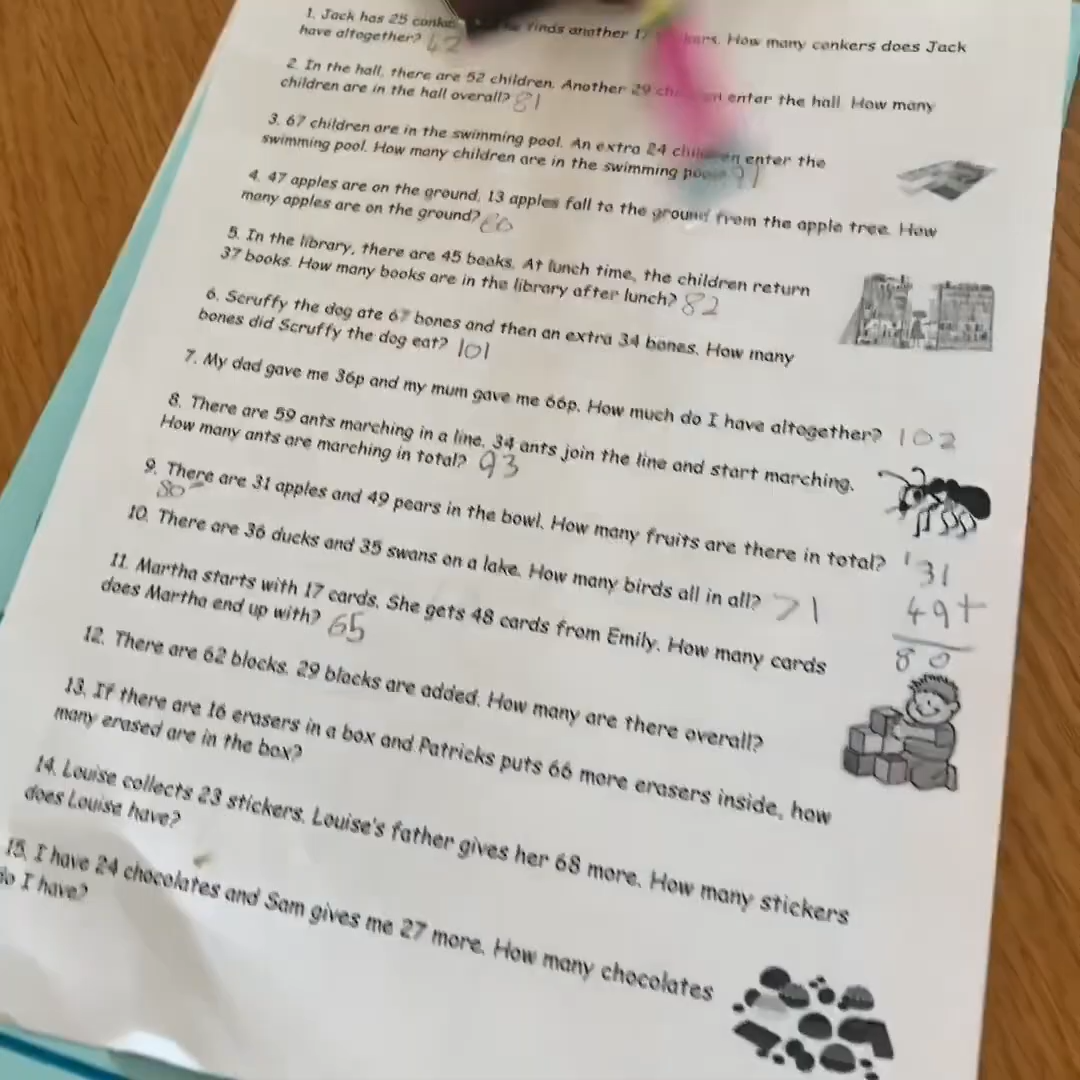 1. Jack has 25 finds another 17 How many conkers does Jack
have altogether? 42
2. In the hall, there are 52 children. Another 29 enter the hall. How many
children are in the hall overall? 81
3. 67 children are in the swimming pool. An extra 24 children enter the
swimming pool. How many children are in the swimming 91
4. 47 apples are on the ground, 13 apples fall to the ground from the apple tree. How
many apples are on the ground? 60
5. In the library, there are 45 books. At lunch time, the children return
37 books. How many books are in the library after lunch? 82
6. Scruffy the dog ate 67 bones and then an extra 34 bones. How many
bones did Scruffy the dog eat? 101
7. My dad gave me 36p and my mum gave me 66p. How much do I have altogether? 102
8. There are 59 ants marching in a line. 34 ants join the line and start marching.
How many ants are marching in total? 93
9. There are 31 apples and 49 pears in the bowl. How many fruits are there in total?
80
10. There are 36 ducks and 35 swans on a lake. How many birds all in all? 71
11. Martha starts with 17 cards. She gets 48 cards from Emily. How many cards
does Martha end up with? 65
12. There are 62 blocks. 29 blocks are added. How many are there overall?
13. If there are 16 erasers in a box and Patricks puts 66 more erasers inside, how
many erased are in the box?
14. Louise collects 23 stickers. Louise's father gives her 68 more. How many stickers
does Louise have?
15. I have 24 chocolates and Sam gives me 27 more. How many chocolates
do I have?
1 31
49+
80